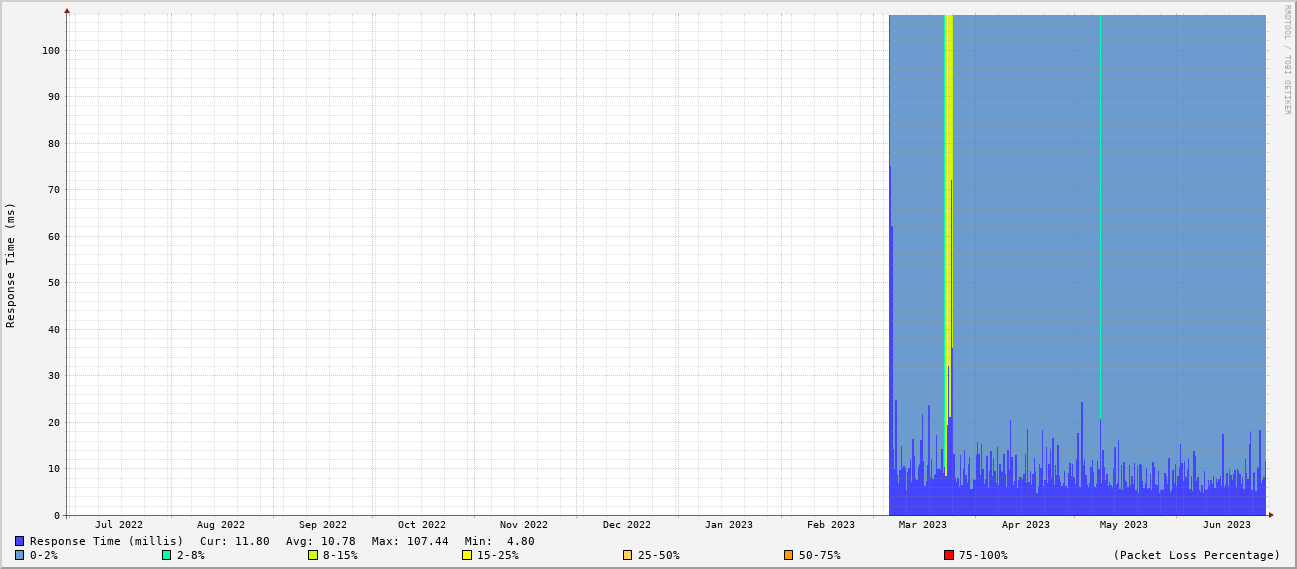 RRDTOOL / TOBI OETIKER
Response Time (ms)
100
90
80
70
60
50
40
30
20
10
0
Jul 2022 Aug 2022 Sep 2022 Oct 2022 Nov 2022 Dec 2022 Jan 2023 Feb 2023 Mar 2023 Apr 2023 May 2023 Jun 2023
Response Time (millis) Cur: 11.80 Avg: 10.78 Max: 107.44 Min: 4.80
0-2% 2-8% 8-15% 15-25% 25-50% 50-75% 75-100% (Packet Loss Percentage)